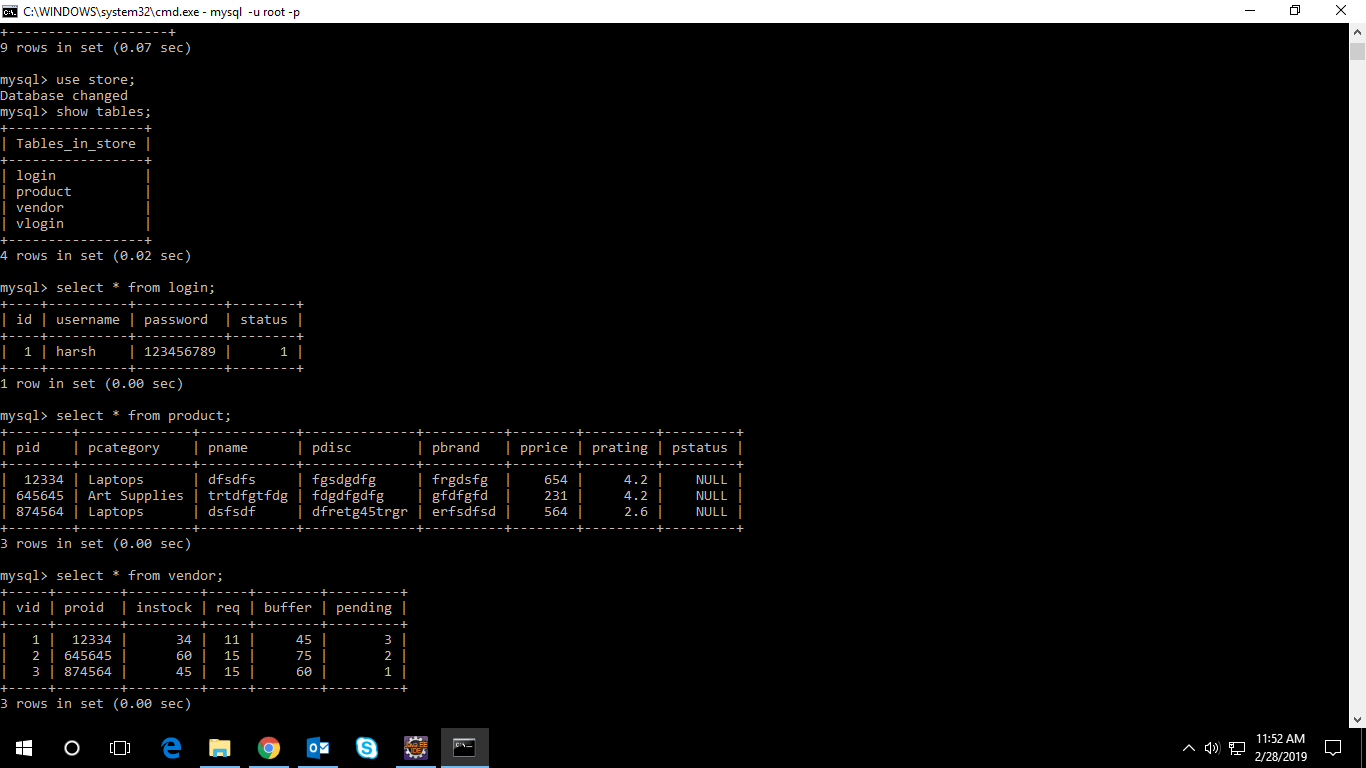 C:\WINDOWS\system32\cmd.exe - mysql  -u root -p
+--------------------+
9 rows in set (0.07 sec)

mysql> use store;
Database changed
mysql> show tables;
+-----------------+
| Tables_in_store |
+-----------------+
| login           |
| product         |
| vendor          |
| vlogin          |
+-----------------+
4 rows in set (0.02 sec)

mysql> select * from login;
+----+----------+-----------+--------+
| id | username | password  | status |
+----+----------+-----------+--------+
|  1 | harsh    | 123456789 |      1 |
+----+----------+-----------+--------+
1 row in set (0.00 sec)

mysql> select * from product;
+--------+--------------+------------+--------------+----------+--------+---------+---------+
| pid    | pcategory    | pname      | pdisc        | pbrand   | pprice | prating | pstatus |
+--------+--------------+------------+--------------+----------+--------+---------+---------+
|  12334 | Laptops      | dfsdfs     | fgsdgdfg     | frgdsfg  |    654 |     4.2 |    NULL |
| 645645 | Art Supplies | trtdfgtfdg | fdgdfgdfg    | gfdfgfd  |    231 |     4.2 |    NULL |
| 874564 | Laptops      | dsfsdf     | dfretg45trgr | erfsdfsd |    564 |     2.6 |    NULL |
+--------+--------------+------------+--------------+----------+--------+---------+---------+
3 rows in set (0.00 sec)

mysql> select * from vendor;
+-----+--------+---------+-----+--------+---------+
| vid | proid  | instock | req | buffer | pending |
+-----+--------+---------+-----+--------+---------+
|   1 |  12334 |      34 |  11 |     45 |       3 |
|   2 | 645645 |      60 |  15 |     75 |       2 |
|   3 | 874564 |      45 |  15 |     60 |       1 |
+-----+--------+---------+-----+--------+---------+
3 rows in set (0.00 sec)
Java EE
IDE
11:52 AM
2/28/2019